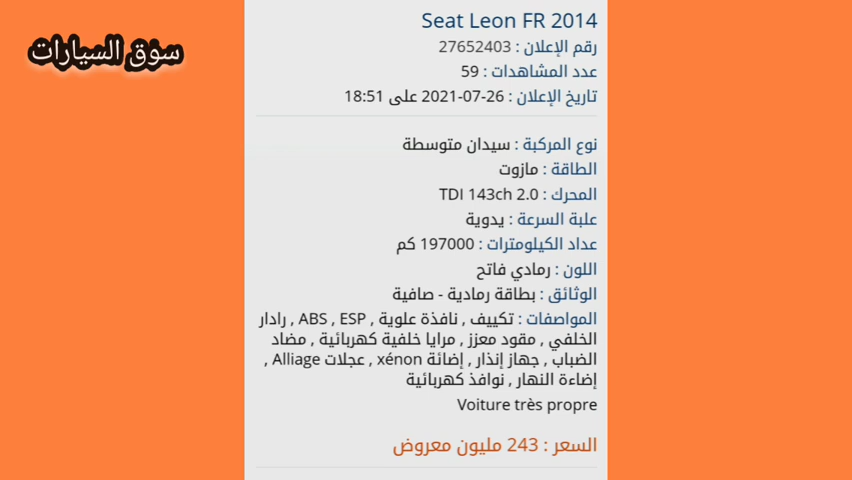 سوق السيارات
Seat Leon FR 2014
رقم الإعلان : 27652403
عدد المشاهدات : 59
تاريخ الإعلان : 26-07-2021 على 18:51
نوع المركبة : سيدان متوسطة
الطاقة : مازوت
المحرك : 2.0 TDI 143ch
علبة السرعة : يدوية
عداد الكيلومترات : 197000 كم
اللون : رمادي فاتح
الوثائق : بطاقة رمادية - صافية
المواصفات : تكييف , نافذة علوية , ABS , ESP , رادار
الخلفي , مقود معزز , مرايا خلفية كهربائية , مضاد
الضباب , جهاز إنذار , إضائة xénon , عجلات Alliage ,
إضاءة النهار , نوافذ كهربائية
Voiture très propre
السعر : 243 مليون معروض